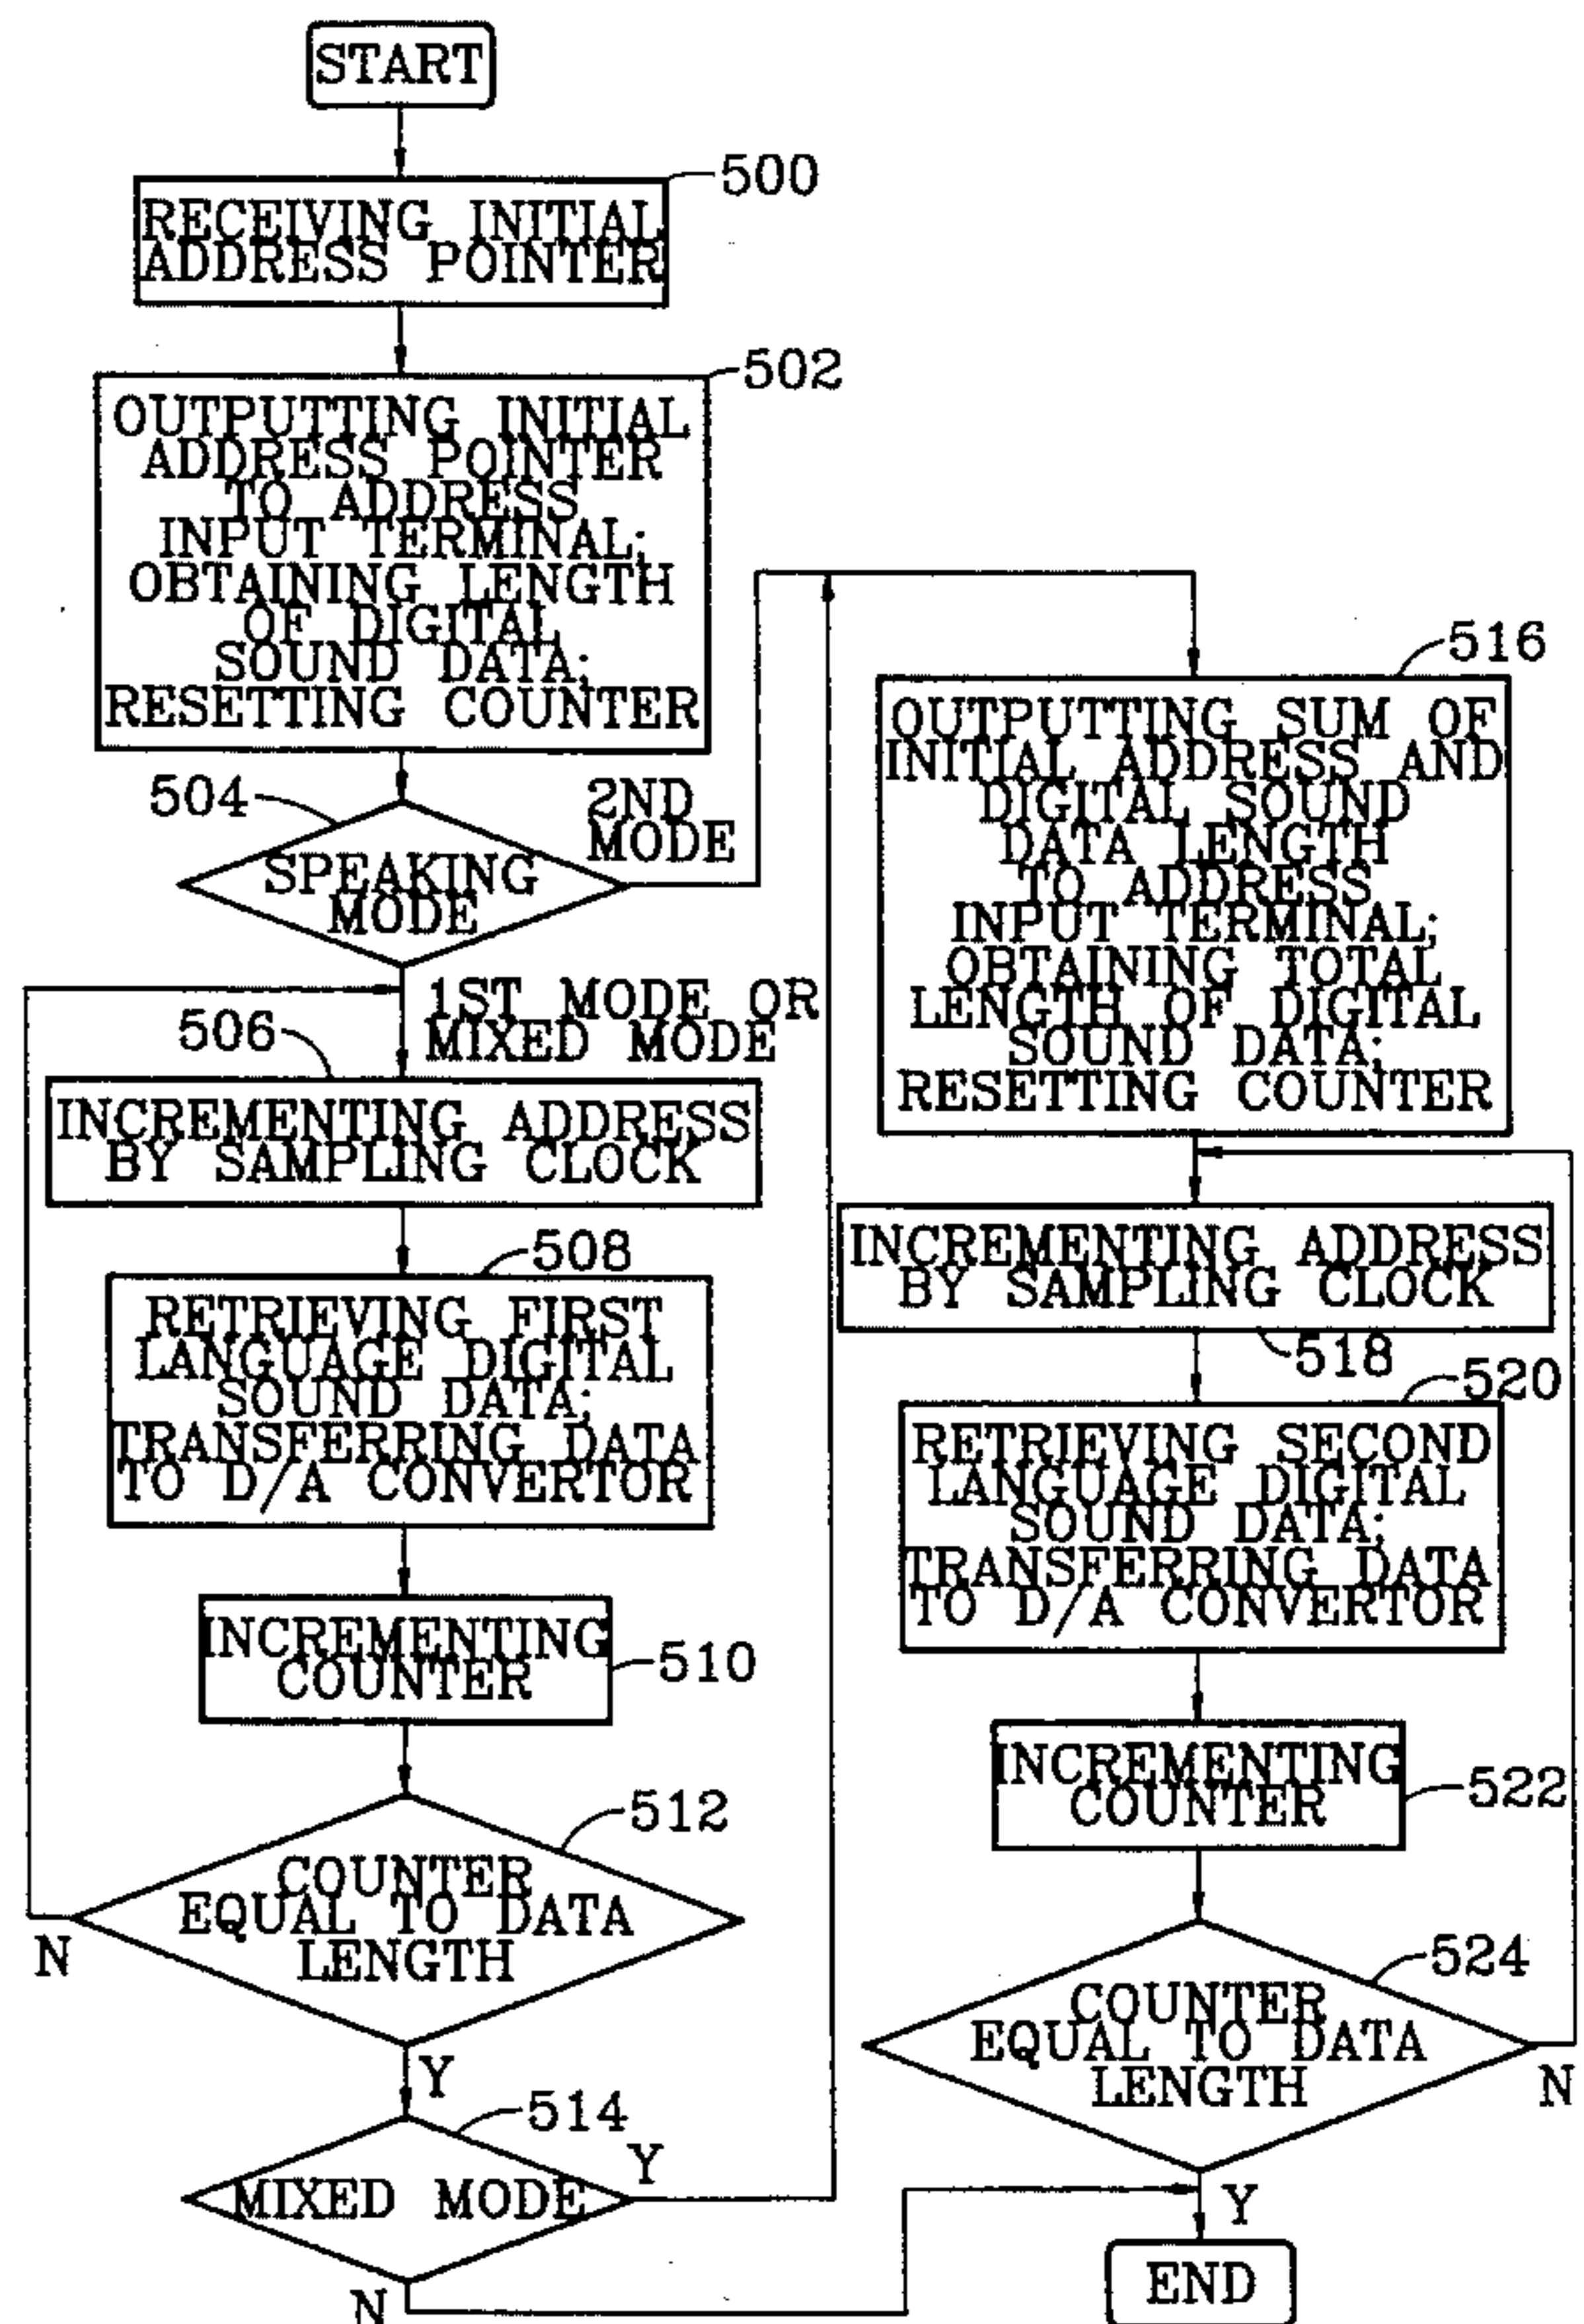 START
500
RECEIVING INITIAL
ADDRESS POINTER
502
OUTPUTTING INITIAL
ADDRESS POINTER
TO ADDRESS
INPUT TERMINAL;
OBTAINING LENGTH
OF DIGITAL
SOUND DATA;
RESETTING COUNTER
504
SPEAKING
MODE
2ND
MODE
1ST MODE OR
MIXED MODE
506
INCREMENTING ADDRESS
BY SAMPLING CLOCK
508
RETRIEVING FIRST
LANGUAGE DIGITAL
SOUND DATA;
TRANSFERRING DATA
TO D/A CONVERTOR
INCREMENTING
COUNTER
510
512
COUNTER
EQUAL TO DATA
LENGTH
N
Y
514
MIXED MODE
Y
N
516
OUTPUTTING SUM OF
INITIAL ADDRESS AND
DIGITAL SOUND
DATA LENGTH
TO ADDRESS
INPUT TERMINAL;
OBTAINING TOTAL
LENGTH OF DIGITAL
SOUND DATA;
RESETTING COUNTER
INCREMENTING ADDRESS
BY SAMPLING CLOCK
518
520
RETRIEVING SECOND
LANGUAGE DIGITAL
SOUND DATA;
TRANSFERRING DATA
TO D/A CONVERTOR
INCREMENTING
COUNTER
522
524
COUNTER
EQUAL TO DATA
LENGTH
N
Y
END